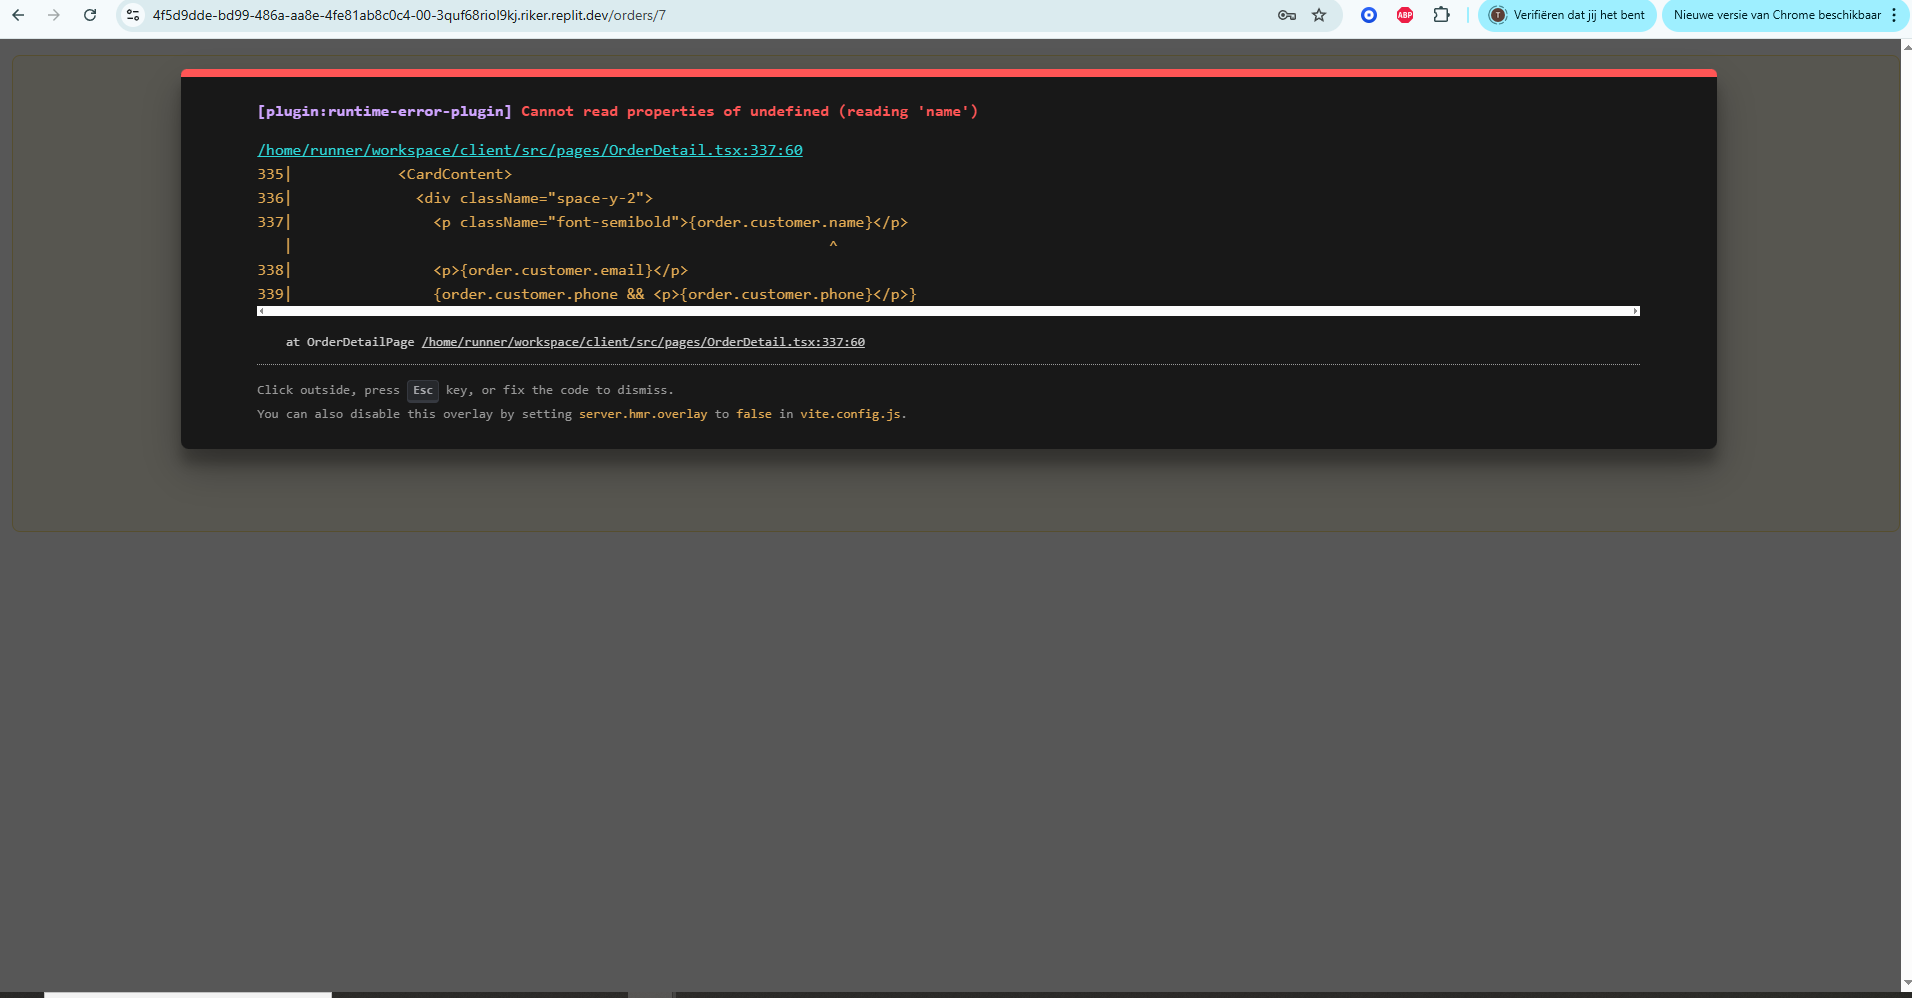 4f5d9dde-bd99-486a-aa8e-4fe81ab8c0c4-00-3quf68riol9kj.riker.replit.dev/orders/7
ABP
T
Verifiëren dat jij het bent
Nieuwe versie van Chrome beschikbaar
[plugin:runtime-error-plugin] Cannot read properties of undefined (reading 'name')
/home/runner/workspace/client/src/pages/OrderDetail.tsx:337:60
335|            <CardContent>
336|              <div className="space-y-2">
337|                <p className="font-semibold">{order.customer.name}</p>
   |                                                             ^
338|                <p>{order.customer.email}</p>
339|                {order.customer.phone && <p>{order.customer.phone}</p>}
at OrderDetailPage /home/runner/workspace/client/src/pages/OrderDetail.tsx:337:60
Click outside, press Esc key, or fix the code to dismiss.
You can also disable this overlay by setting server.hmr.overlay to false in vite.config.js.